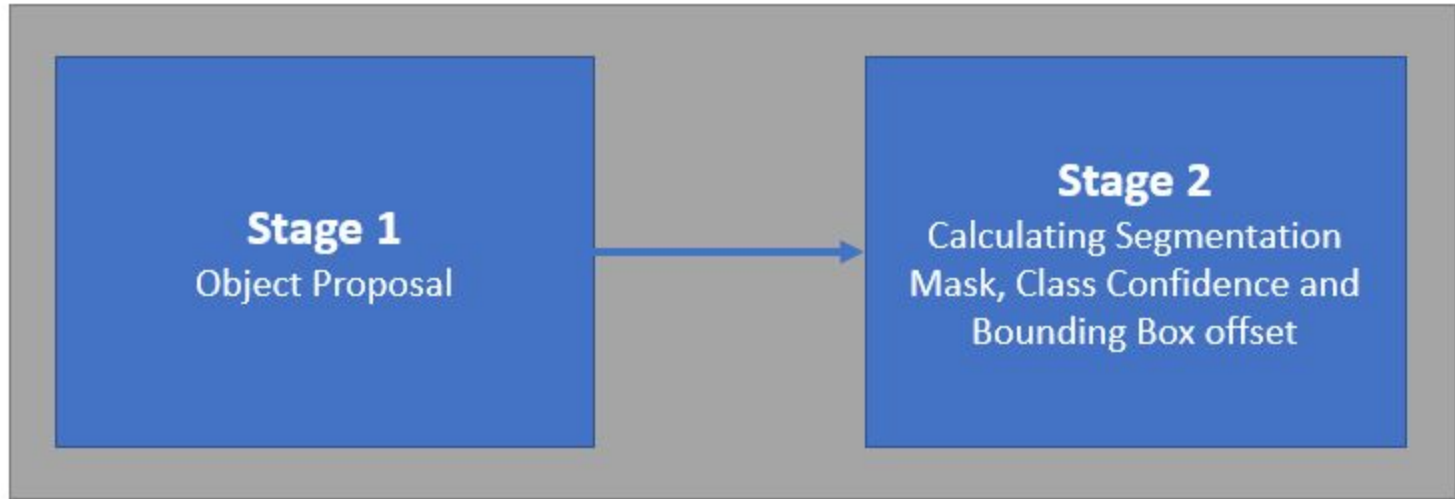 Stage 1
Object Proposal
Stage 2
Calculating Segmentation
Mask, Class Confidence and
Bounding Box offset